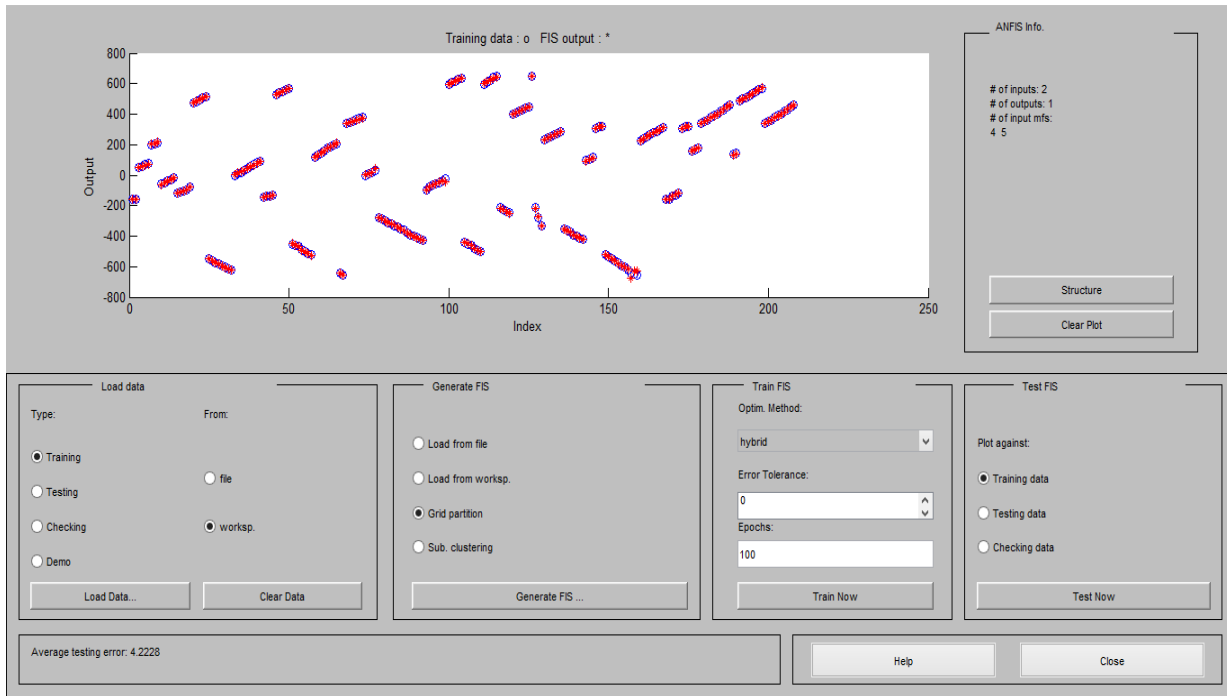 Training data : o   FIS output : *
800
600
400
200
0
-200
-400
-600
-800
Output
0
50
100
150
200
250
Index
ANFIS Info.
# of inputs: 2
# of outputs: 1
# of input mfs:
4 5
Structure
Clear Plot
Load data
Type:
From:
Training
Testing
Checking
Demo
file
worksp.
Load Data...
Clear Data
Generate FIS
Load from file
Load from worksp.
Grid partition
Sub. clustering
Generate FIS ...
Train FIS
Optim. Method:
hybrid
Error Tolerance:
0
Epochs:
100
Train Now
Test FIS
Plot against:
Training data
Testing data
Checking data
Test Now
Average testing error: 4.2228
Help
Close